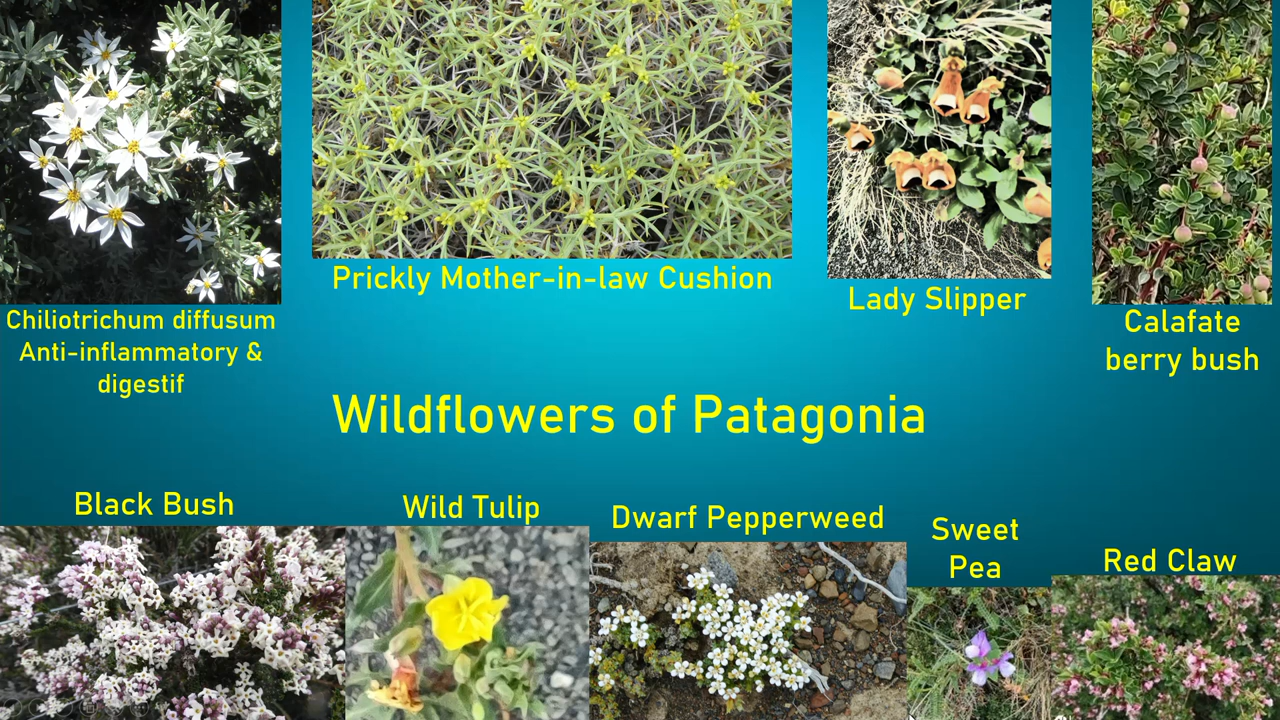 Prickly Mother-in-law Cushion
Lady Slipper
Chiliotrichum diffusum
Anti-inflammatory &
digestif
Calafate
berry bush
Wildflowers of Patagonia
Black Bush
Wild Tulip
Dwarf Pepperweed
Sweet
Pea
Red Claw